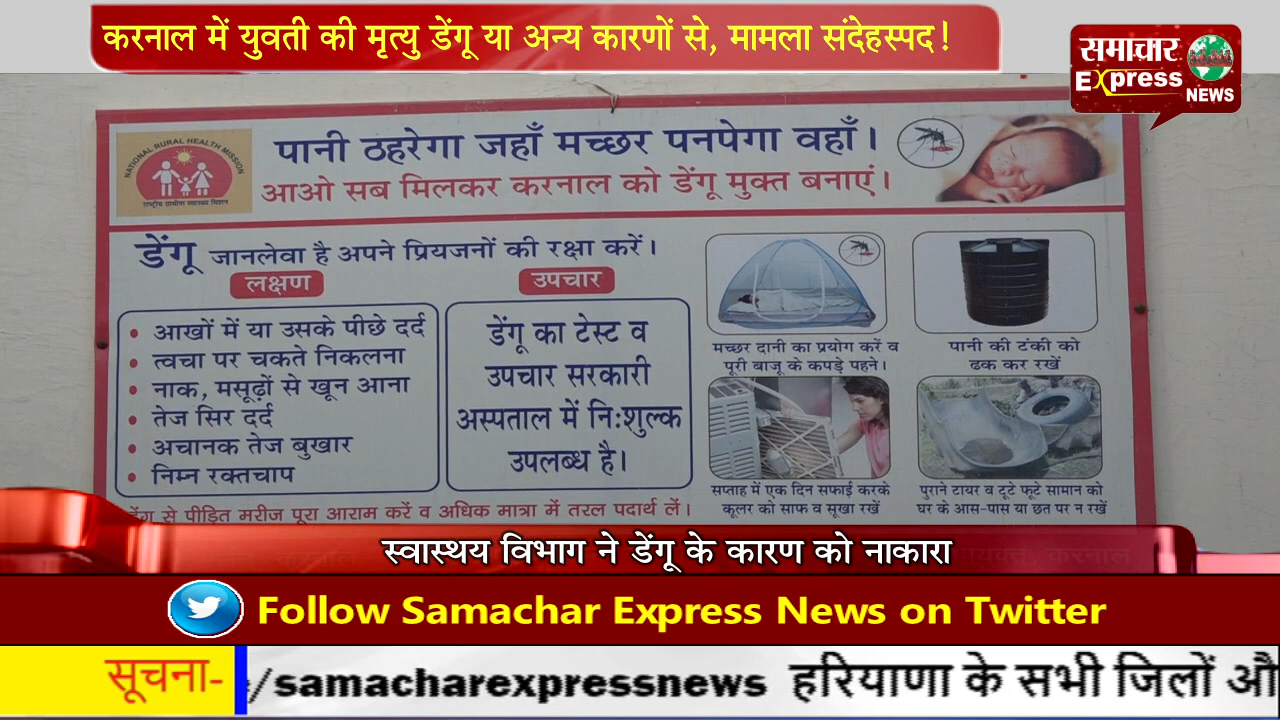 करनाल में युवती की मृत्यु डेंगू या अन्य कारणों से, मामला संदेहस्पद!
समाचार
Express
NEWS
NATIONAL RURAL HEALTH MISSION
राष्ट्रीय ग्रामीण स्वास्थ्य मिशन
पानी ठहरेगा जहाँ मच्छर पनपेगा वहाँ।
आओ सब मिलकर करनाल को डेंगू मुक्त बनाएं।
डेंगू जानलेवा है अपने प्रियजनों की रक्षा करें।
लक्षण
• आखों में या उसके पीछे दर्द
• त्वचा पर चकते निकलना
• नाक, मसूढ़ों से खून आना
• तेज सिर दर्द
• अचानक तेज बुखार
• निम्न रक्तचाप
उपचार
डेंगू का टेस्ट व
उपचार सरकारी
अस्पताल में नि:शुल्क
उपलब्ध है।
मच्छर दानी का प्रयोग करें व
पूरी बाजू के कपड़े पहने।
पानी की टंकी को
ढक कर रखें
सप्ताह में एक दिन सफाई करके
कूलर को साफ व सूखा रखें
पुराने टायर व टूटे फूटे सामान को
घर के आस-पास या छत पर न रखें
डेंगू से पीड़ित मरीज पूरा आराम करें व अधिक मात्रा में तरल पदार्थ लें।
स्वास्थय विभाग ने डेंगू के कारण को नाकारा
Follow Samachar Express News on Twitter
सूचना-
/samacharexpressnews हरियाणा के सभी जिलों औ